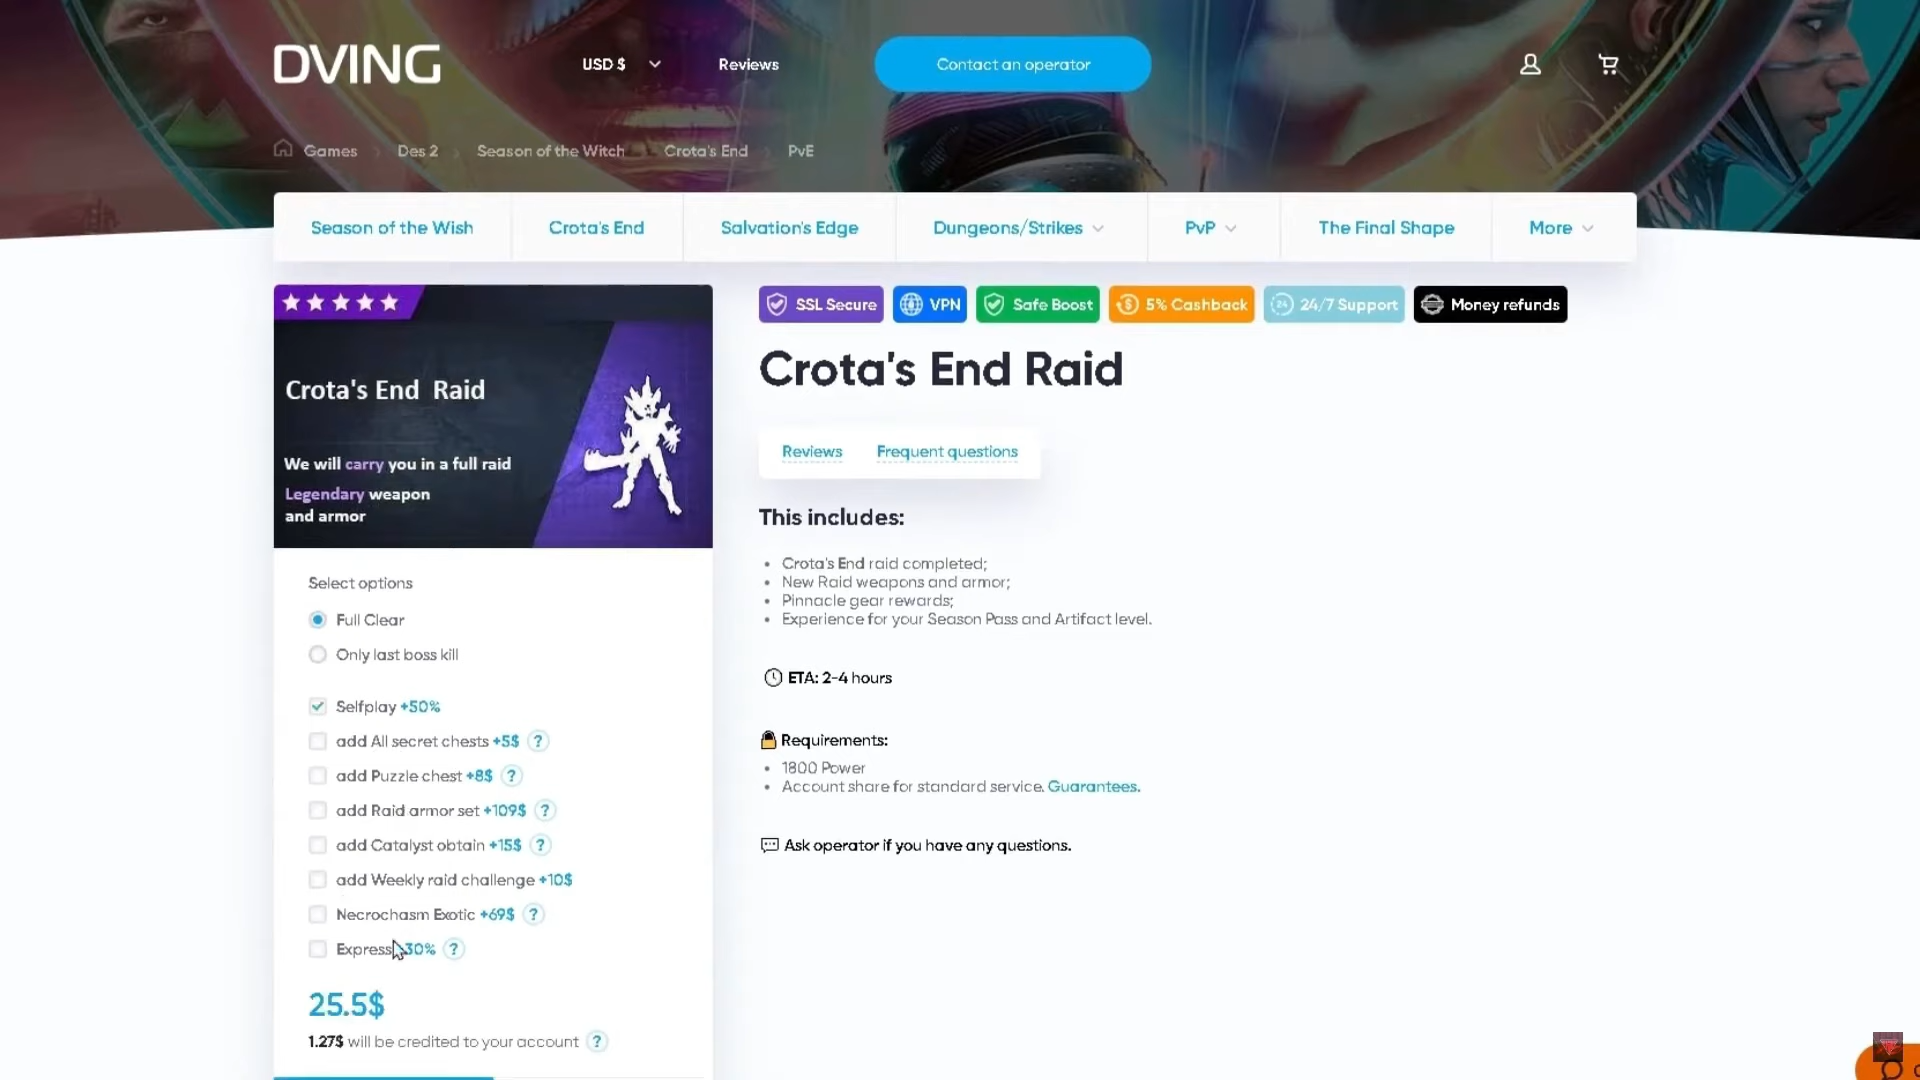 DVING
USD $
Reviews
Contact an operator
Games
Des 2
Season of the Witch
Crota's End
PvE
Season of the Wish
Crota's End
Salvation's Edge
Dungeons/Strikes
PvP
The Final Shape
More
SSL Secure
VPN
Safe Boost
5% Cashback
24
24/7 Support
Money refunds
Crota's End Raid
We will carry you in a full raid
Legendary weapon
and armor
Crota's End Raid
Reviews
Frequent questions
This includes:
Crota's End raid completed;
New Raid weapons and armor;
Pinnacle gear rewards;
Experience for your Season Pass and Artifact level.
ETA: 2-4 hours
Requirements:
1800 Power
Account share for standard service. Guarantees.
Ask operator if you have any questions.
Select options
Full Clear
Only last boss kill
Selfplay +50%
add All secret chests +5$ ?
add Puzzle chest +8$ ?
add Raid armor set +109$ ?
add Catalyst obtain +15$ ?
add Weekly raid challenge +10$
Necrochasm Exotic +69$ ?
Express 30% ?
25.5$
1.27$ will be credited to your account ?